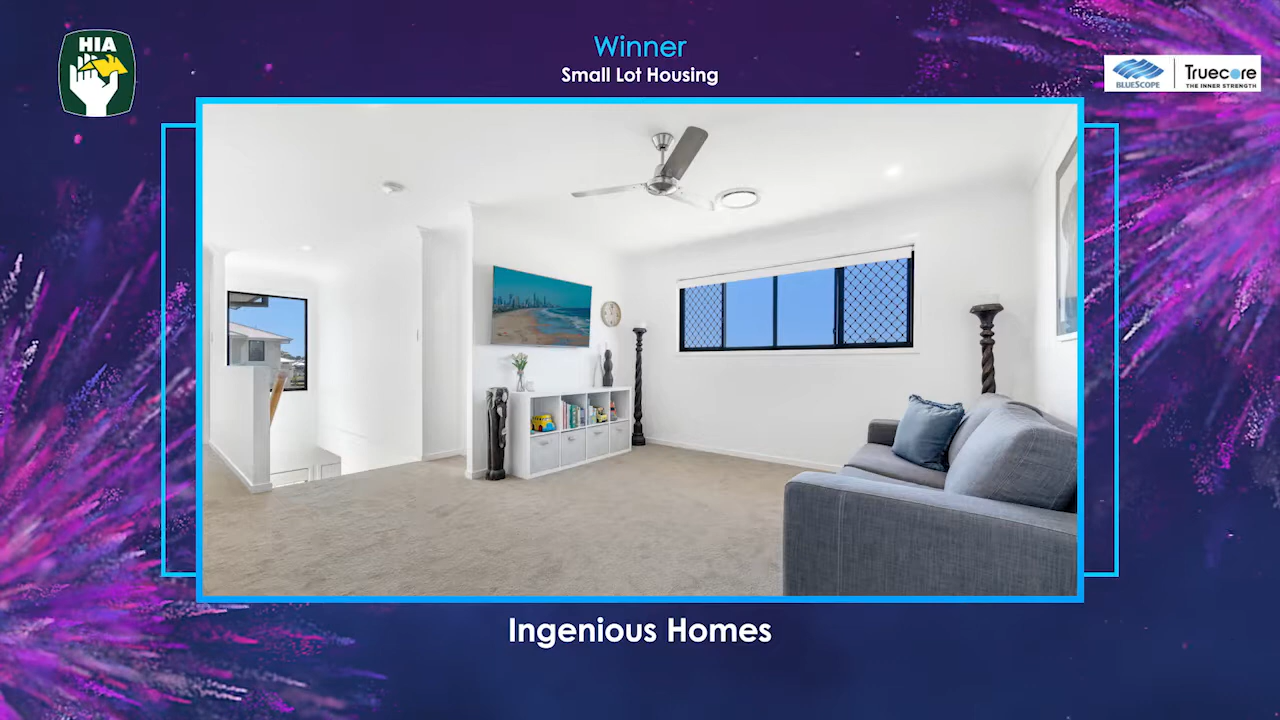 HIA
Winner
Small Lot Housing
BLUESCOPE
Truecore
THE INNER STRENGTH
Ingenious Homes